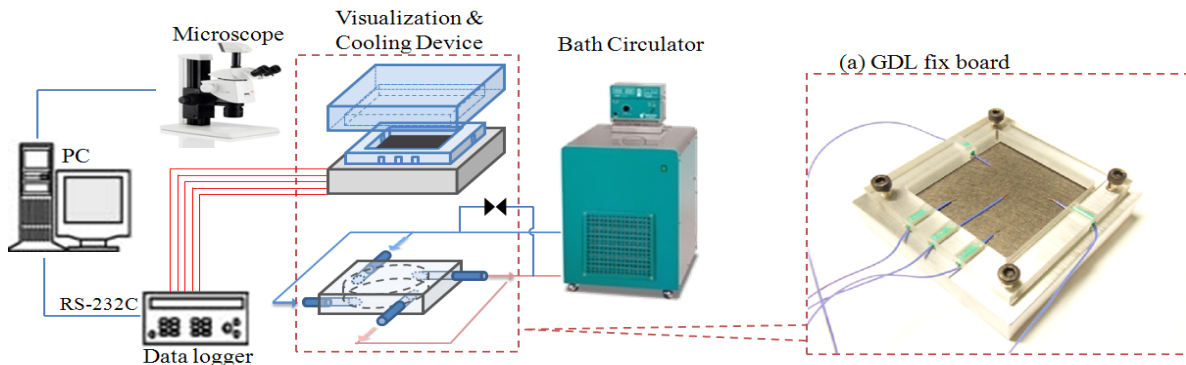 Microscope
Visualization &
Cooling Device
Bath Circulator
(a) GDL fix board
PC
RS-232C
Data logger